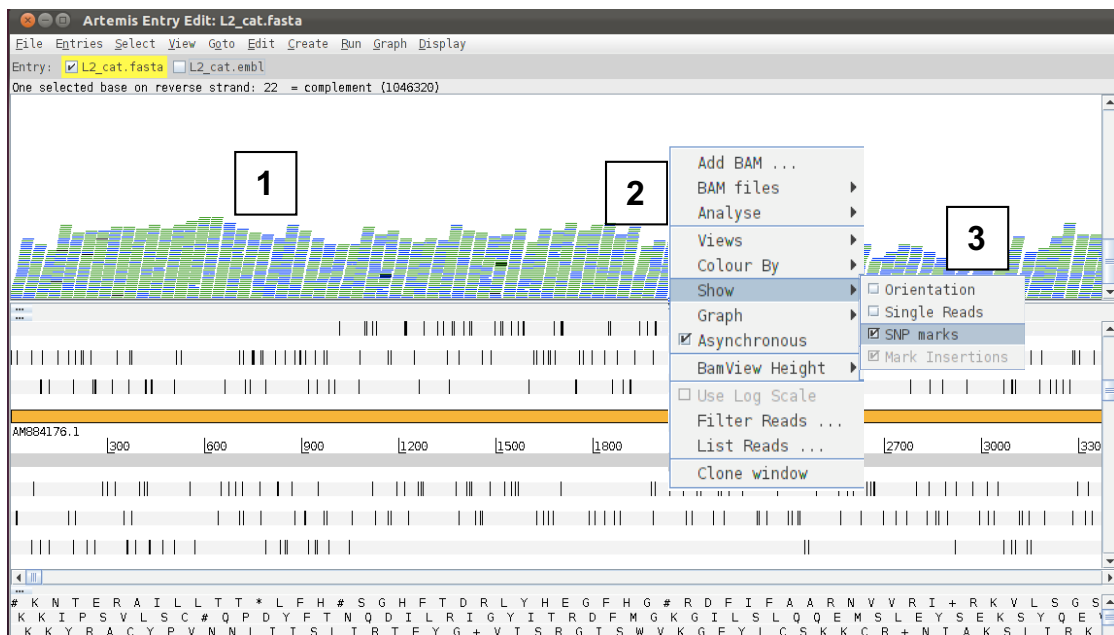 Artemis Entry Edit: L2_cat.fasta
File Entries Select View Goto Edit Create Run Graph Display
Entry: L2_cat.fasta L2_cat.embl
One selected base on reverse strand: 22 = complement (1046320)
1
2
3
Add BAM ...
BAM files
Analyse
Views
Colour By
Show
Graph
Asynchronous
BamView Height
Use Log Scale
Filter Reads ...
List Reads ...
Clone window
Orientation
Single Reads
SNP marks
Mark Insertions
AM884176.1
300 600 900 1200 1500 1800 2700 3000 330
# K N T E R A I L L T T * L F H # S G H F T D R L Y H E G F H G # R D F I F A A R N V V R I + R K V L S G S
K K I P S V L S C # Q P D Y F T N Q D I L R I G Y I T R D F M G K G I L S L Q Q E M S L E Y S E K S Y Q E